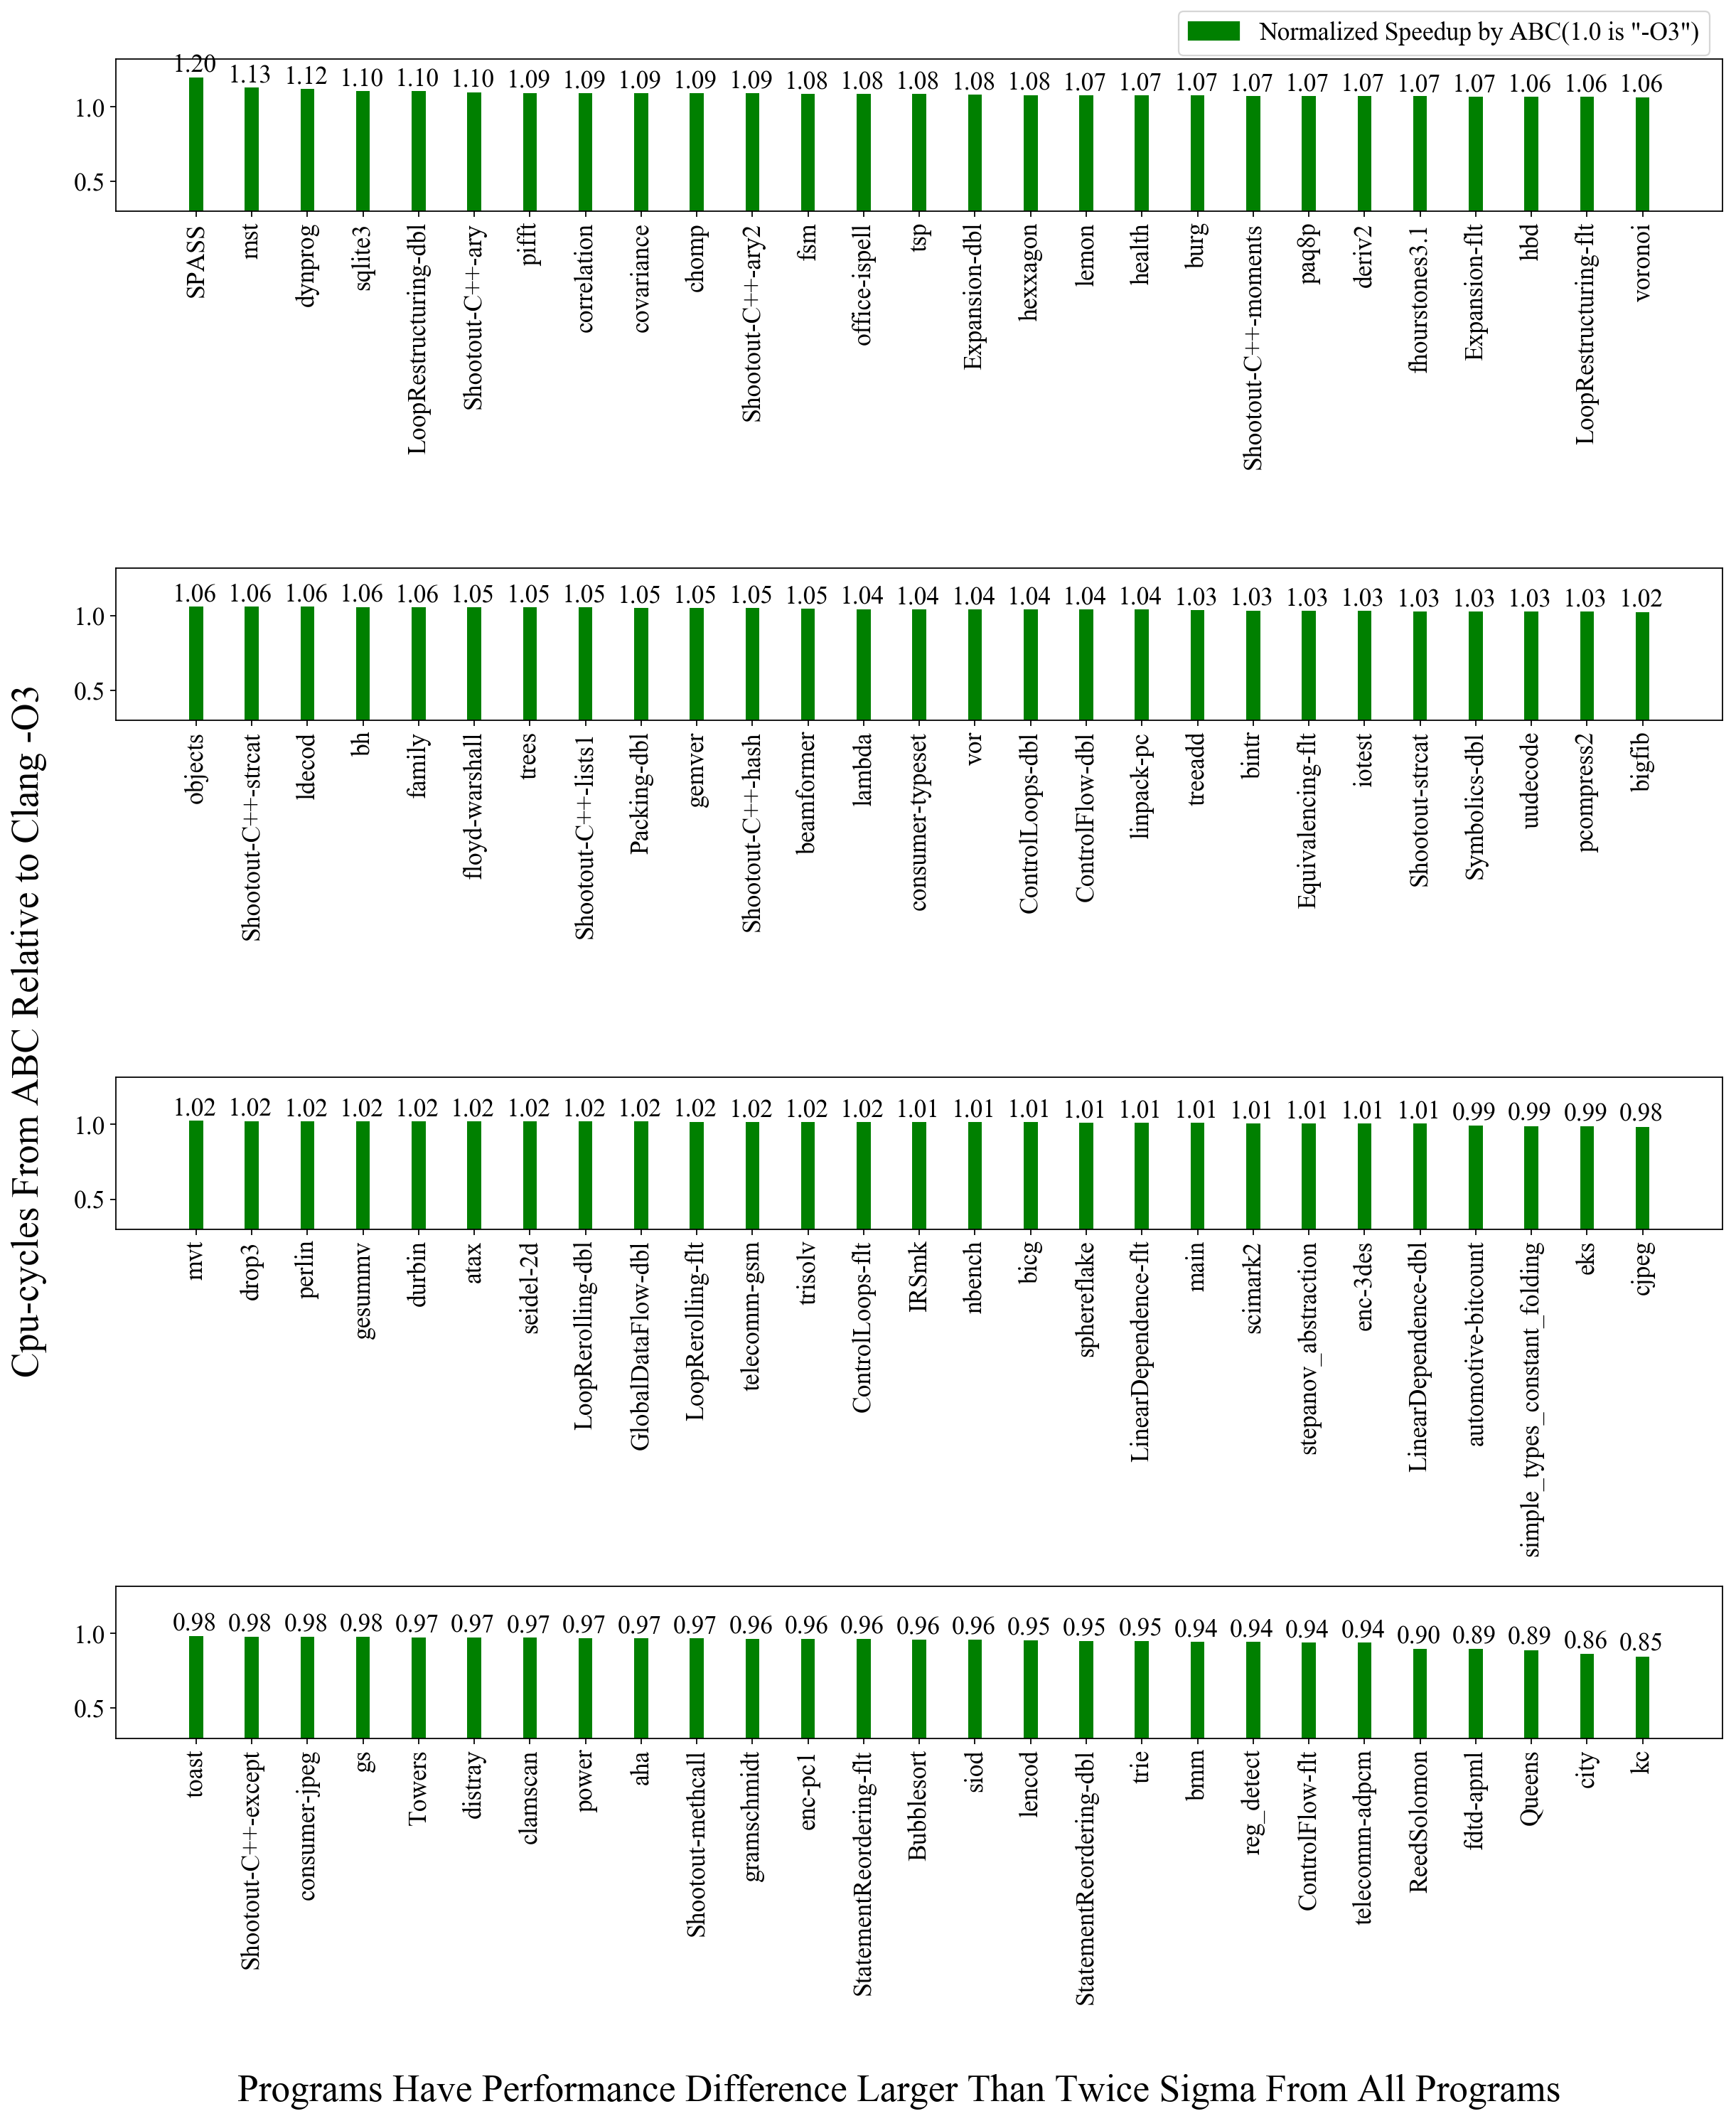 Normalized Speedup by ABC(1.0 is "-O3")
1.20 1.13 1.12 1.10 1.10 1.10 1.09 1.09 1.09 1.09 1.09 1.08 1.08 1.08 1.08 1.08 1.07 1.07 1.07 1.07 1.07 1.07 1.07 1.07 1.06 1.06 1.06
1.0
0.5
SPASS
mst
dynprog
sqlite3
LoopRestructuring-dbl
Shootout-C++-ary
pifft
correlation
covariance
chomp
Shootout-C++-ary2
fsm
office-ispell
tsp
Expansion-dbl
hexxagon
lemon
health
burg
Shootout-C++-moments
paq8p
deriv2
fhourstones3.1
Expansion-flt
hbd
LoopRestructuring-flt
voronoi
Cpu-cycles From ABC Relative to Clang -O3
1.06 1.06 1.06 1.06 1.06 1.05 1.05 1.05 1.05 1.05 1.05 1.05 1.04 1.04 1.04 1.04 1.04 1.04 1.03 1.03 1.03 1.03 1.03 1.03 1.03 1.03 1.02
1.0
0.5
objects
Shootout-C++-strcat
ldecod
bh
family
floyd-warshall
trees
Shootout-C++-lists1
Packing-dbl
gemver
Shootout-C++-hash
beamformer
lambda
consumer-typeset
vor
ControlLoops-dbl
ControlFlow-dbl
linpack-pc
treeadd
bintr
Equivalencing-flt
iotest
Shootout-strcat
Symbolics-dbl
uudecode
pcompress2
bigfib
1.02 1.02 1.02 1.02 1.02 1.02 1.02 1.02 1.02 1.02 1.02 1.02 1.02 1.01 1.01 1.01 1.01 1.01 1.01 1.01 1.01 1.01 1.01 0.99 0.99 0.99 0.98
1.0
0.5
mvt
drop3
perlin
gesummv
durbin
atax
seidel-2d
LoopRerolling-dbl
GlobalDataFlow-dbl
LoopRerolling-flt
telecomm-gsm
trisolv
ControlLoops-flt
IRSmk
nbench
bicg
sphereflake
LinearDependence-flt
main
scimark2
stepanov_abstraction
enc-3des
LinearDependence-dbl
automotive-bitcount
simple_types_constant_folding
eks
cjpeg
0.98 0.98 0.98 0.98 0.97 0.97 0.97 0.97 0.97 0.97 0.96 0.96 0.96 0.96 0.96 0.95 0.95 0.95 0.94 0.94 0.94 0.94 0.90 0.89 0.89 0.86 0.85
1.0
0.5
toast
Shootout-C++-except
consumer-jpeg
gs
Towers
distray
clamscan
power
aha
Shootout-methcall
gramschmidt
enc-pc1
StatementReordering-flt
Bubblesort
siod
lencod
StatementReordering-dbl
trie
bmm
reg_detect
ControlFlow-flt
telecomm-adpcm
ReedSolomon
fdtd-apml
Queens
city
kc
Programs Have Performance Difference Larger Than Twice Sigma From All Programs